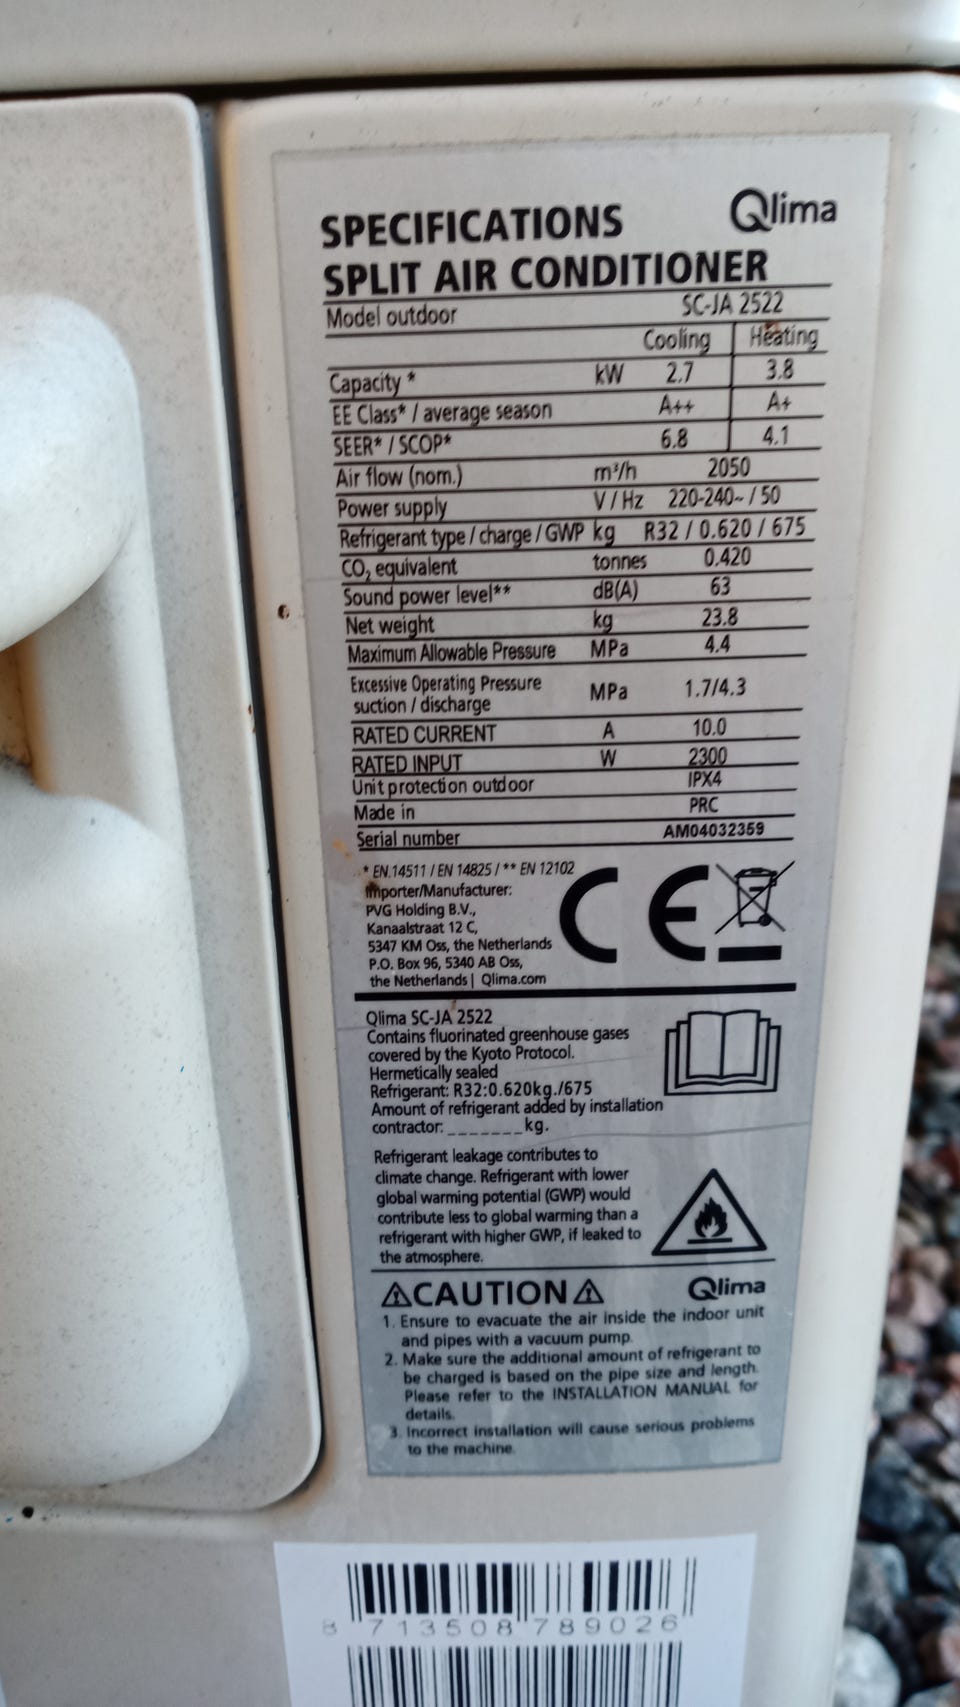 Qlima
SPECIFICATIONS
SPLIT AIR CONDITIONER
Model outdoor SC-JA 2522
Cooling Heating
Capacity * kW 2.7 3.8
EE Class* / average season A++ A+
SEER* / SCOP* 6.8 4.1
Air flow (nom.) m³/h 2050
Power supply V / Hz 220-240~ / 50
Refrigerant type / charge / GWP kg R32 / 0.620 / 675
CO₂ equivalent tonnes 0.420
Sound power level** dB(A) 63
Net weight kg 23.8
Maximum Allowable Pressure MPa 4.4
Excessive Operating Pressure
suction / discharge MPa 1.7/4.3
RATED CURRENT A 10.0
RATED INPUT W 2300
Unit protection outdoor IPX4
Made in PRC
Serial number AM04032359
* EN.14511 / EN 14825 / ** EN 12102
Importer/Manufacturer:
PVG Holding B.V.,
Kanaalstraat 12 C,
5347 KM Oss, the Netherlands
P.O. Box 96, 5340 AB Oss,
the Netherlands | Qlima.com
CE
Qlima SC-JA 2522
Contains fluorinated greenhouse gases
covered by the Kyoto Protocol.
Hermetically sealed
Refrigerant: R32:0.620kg./675
Amount of refrigerant added by installation
contractor: _______kg.
Refrigerant leakage contributes to
climate change. Refrigerant with lower
global warming potential (GWP) would
contribute less to global warming than a
refrigerant with higher GWP, if leaked to
the atmosphere.
CAUTION
Qlima
1. Ensure to evacuate the air inside the indoor unit
and pipes with a vacuum pump.
2. Make sure the additional amount of refrigerant to
be charged is based on the pipe size and length.
Please refer to the INSTALLATION MANUAL for
details.
3. Incorrect installation will cause serious problems
to the machine.
8 713508 789026